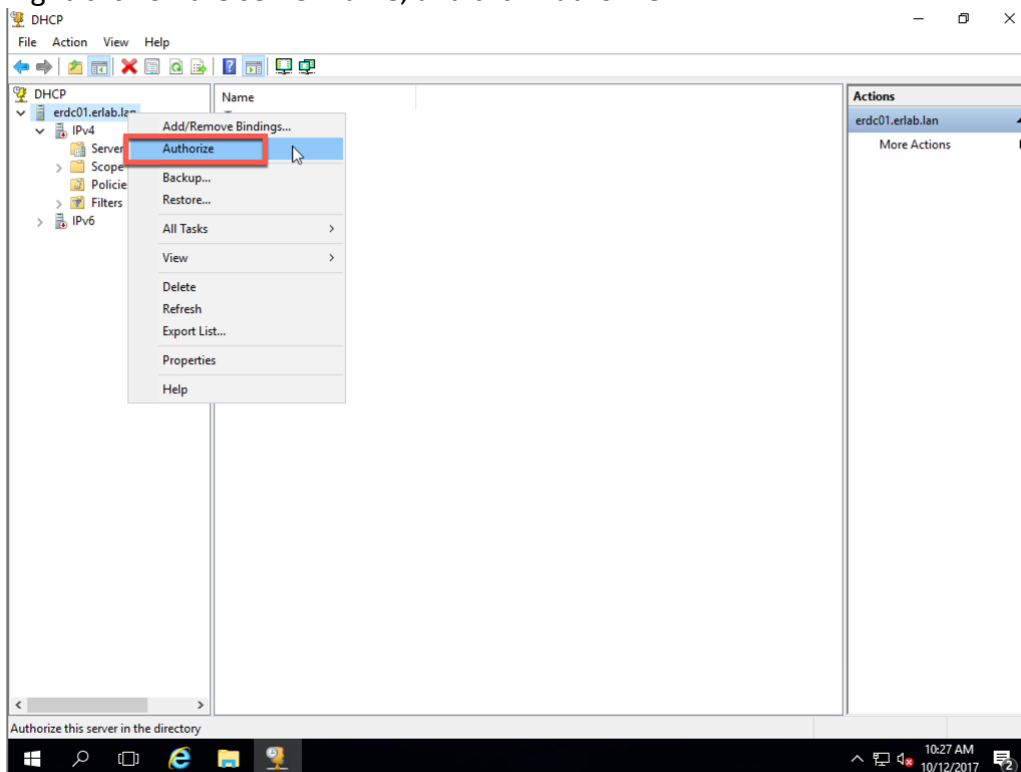 DHCP
File Action View Help
DHCP
erdc01.erlab.lan
IPv4
Server
Scope
Policie
Filters
IPv6
Name
Add/Remove Bindings...
Authorize
Backup...
Restore...
All Tasks
View
Delete
Refresh
Export List...
Properties
Help
Actions
erdc01.erlab.lan
More Actions
Authorize this server in the directory
10:27 AM
10/12/2017
2